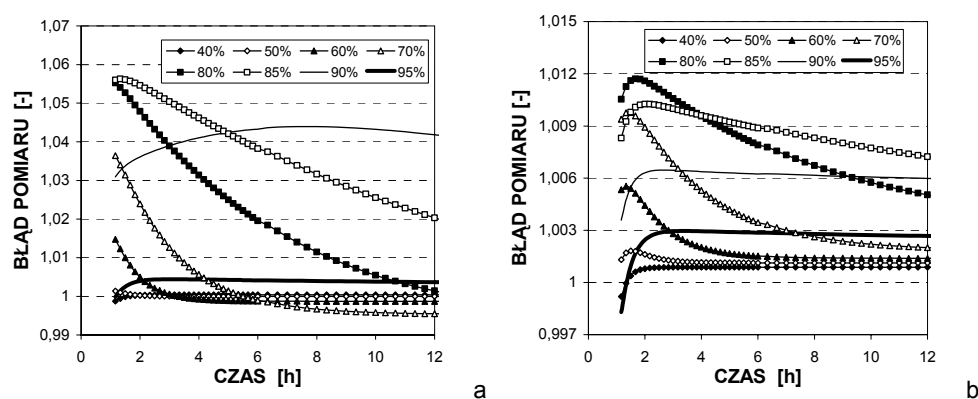 1,07
1,06
1,05
1,04
1,03
1,02
1,01
1
0,99
BŁĄD POMIARU [-]
40% 50% 60% 70%
80% 85% 90% 95%
0 2 4 6 8 10 12
CZAS [h]
a
1,015
1,012
1,009
1,006
1,003
1
0,997
BŁĄD POMIARU [-]
40% 50% 60% 70%
80% 85% 90% 95%
0 2 4 6 8 10 12
CZAS [h]
b